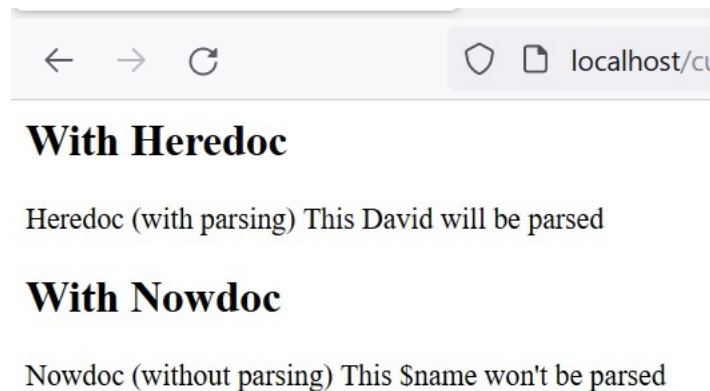 localhost/cu
With Heredoc
Heredoc (with parsing) This David will be parsed
With Nowdoc
Nowdoc (without parsing) This $name won't be parsed